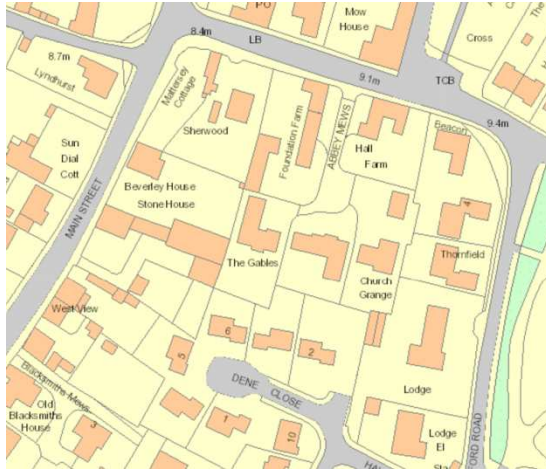 PO
Mow
House
8.4m
LB
Cross
8.7m
Lyndhurst
9.1m
TCB
Mattersey
Cottage
9.4m
Sherwood
Foundation Farm
ABBEY MEWS
Beacon
Hall
Farm
Sun
Dial
Cott
MAIN STREET
Beverley House
Stone House
4
The Gables
Thornfield
Church
Grange
West View
6
5
2
Blacksmiths Mews
DENE CLOSE
Lodge
Old
Blacksmiths
House
3
1
10
Lodge
El